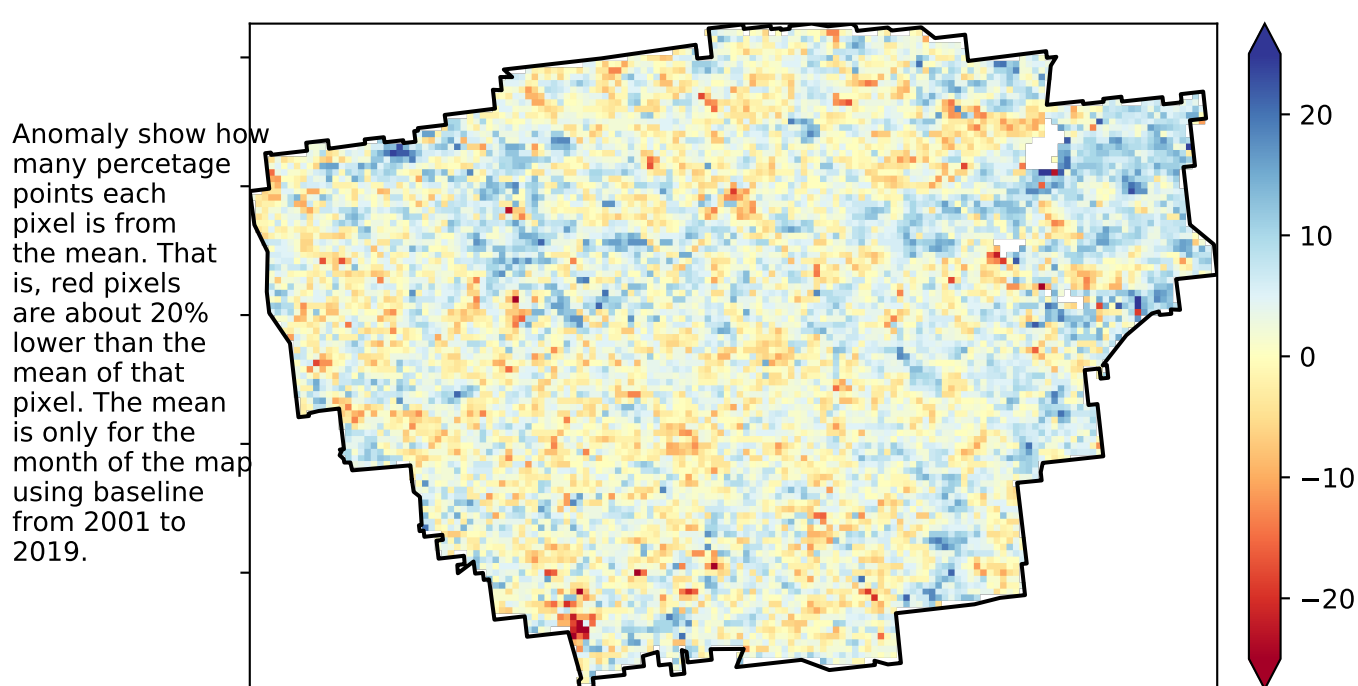 Anomaly show how
many percetage
points each
pixel is from
the mean. That
is, red pixels
are about 20%
lower than the
mean of that
pixel. The mean
is only for the
month of the map
using baseline
from 2001 to
2019.
20
10
0
−10
−20